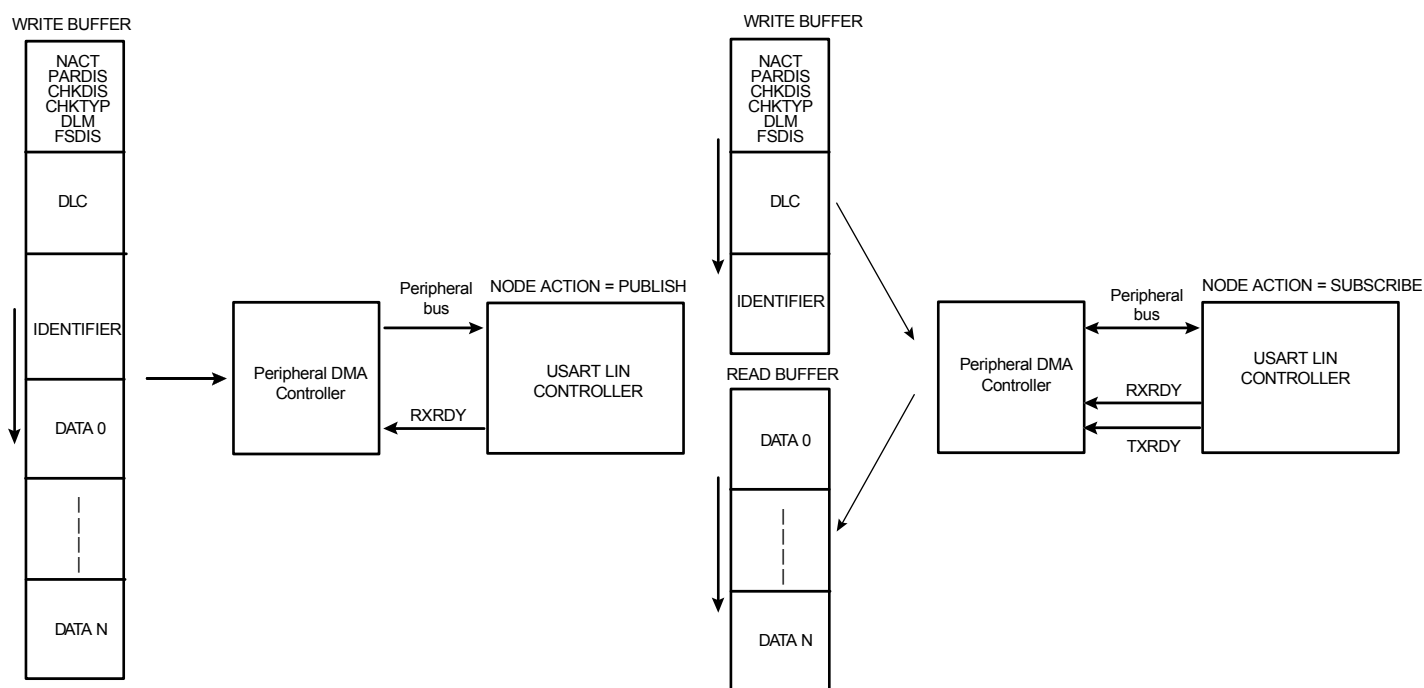 WRITE BUFFER
NACT
PARDIS
CHKDIS
CHKTYP
DLM
FSDIS
DLC
IDENTIFIER
DATA 0
DATA N
Peripheral DMA
Controller
Peripheral
bus
RXRDY
NODE ACTION = PUBLISH
USART LIN
CONTROLLER
WRITE BUFFER
NACT
PARDIS
CHKDIS
CHKTYP
DLM
FSDIS
DLC
IDENTIFIER
READ BUFFER
DATA 0
DATA N
Peripheral DMA
Controller
Peripheral
bus
RXRDY
TXRDY
NODE ACTION = SUBSCRIBE
USART LIN
CONTROLLER